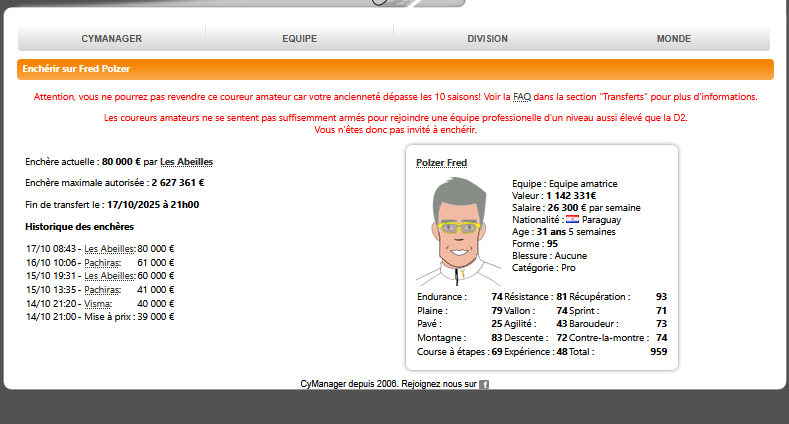 CYMANAGER EQUIPE DIVISION MONDE
Enchérir sur Fred Polzer
Attention, vous ne pourrez pas revendre ce coureur amateur car votre ancienneté dépasse les 10 saisons! Voir la FAQ dans la section "Transferts" pour plus d'informations.
Les coureurs amateurs ne se sentent pas suffisemment armés pour rejoindre une équipe professionelle d'un niveau aussi élevé que la D2.
Vous n'êtes donc pas invité à enchérir.
Enchère actuelle : 80 000 € par Les Abeilles
Enchère maximale autorisée : 2 627 361 €
Fin de transfert le : 17/10/2025 à 21h00
Historique des enchères
17/10 08:43 - Les Abeilles: 80 000 €
16/10 10:06 - Pachiras: 61 000 €
15/10 19:31 - Les Abeilles: 60 000 €
15/10 13:35 - Pachiras: 41 000 €
14/10 21:20 - Visma: 40 000 €
14/10 21:00 - Mise à prix : 39 000 €
Polzer Fred
Equipe : Equipe amatrice
Valeur : 1 142 331€
Salaire : 26 300 € par semaine
Nationalité : Paraguay
Age : 31 ans 5 semaines
Forme : 95
Blessure : Aucune
Catégorie : Pro
Endurance : 74 Résistance : 81 Récupération : 93
Plaine : 79 Vallon : 74 Sprint : 71
Pavé : 25 Agilité : 43 Baroudeur : 73
Montagne : 83 Descente : 72 Contre-la-montre : 74
Course à étapes : 69 Expérience : 48 Total : 959
CyManager depuis 2006. Rejoignez nous sur f